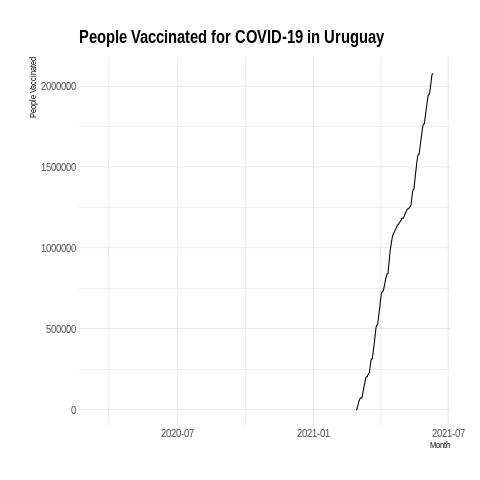 People Vaccinated for COVID-19 in Uruguay
People Vaccinated
2000000
1500000
1000000
500000
0
2020-07
2021-01
2021-07
Month